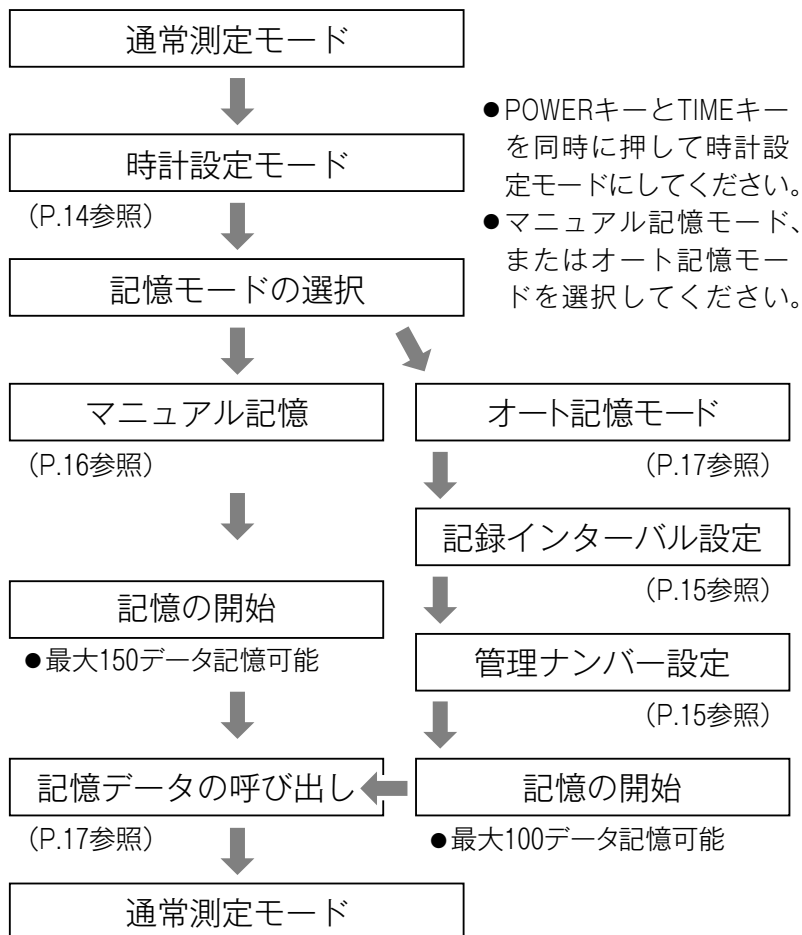 通常測定モード
●POWERキーとTIMEキー
を同時に押して時計設
定モードにしてください。
●マニュアル記憶モード、
またはオート記憶モー
ドを選択してください。
時計設定モード
（P.14参照）
記憶モードの選択
マニュアル記憶
（P.16参照）
記憶の開始
●最大150データ記憶可能
オート記憶モード
（P.17参照）
記録インターバル設定
（P.15参照）
管理ナンバー設定
（P.15参照）
記憶の開始
●最大100データ記憶可能
記憶データの呼び出し
（P.17参照）
通常測定モード